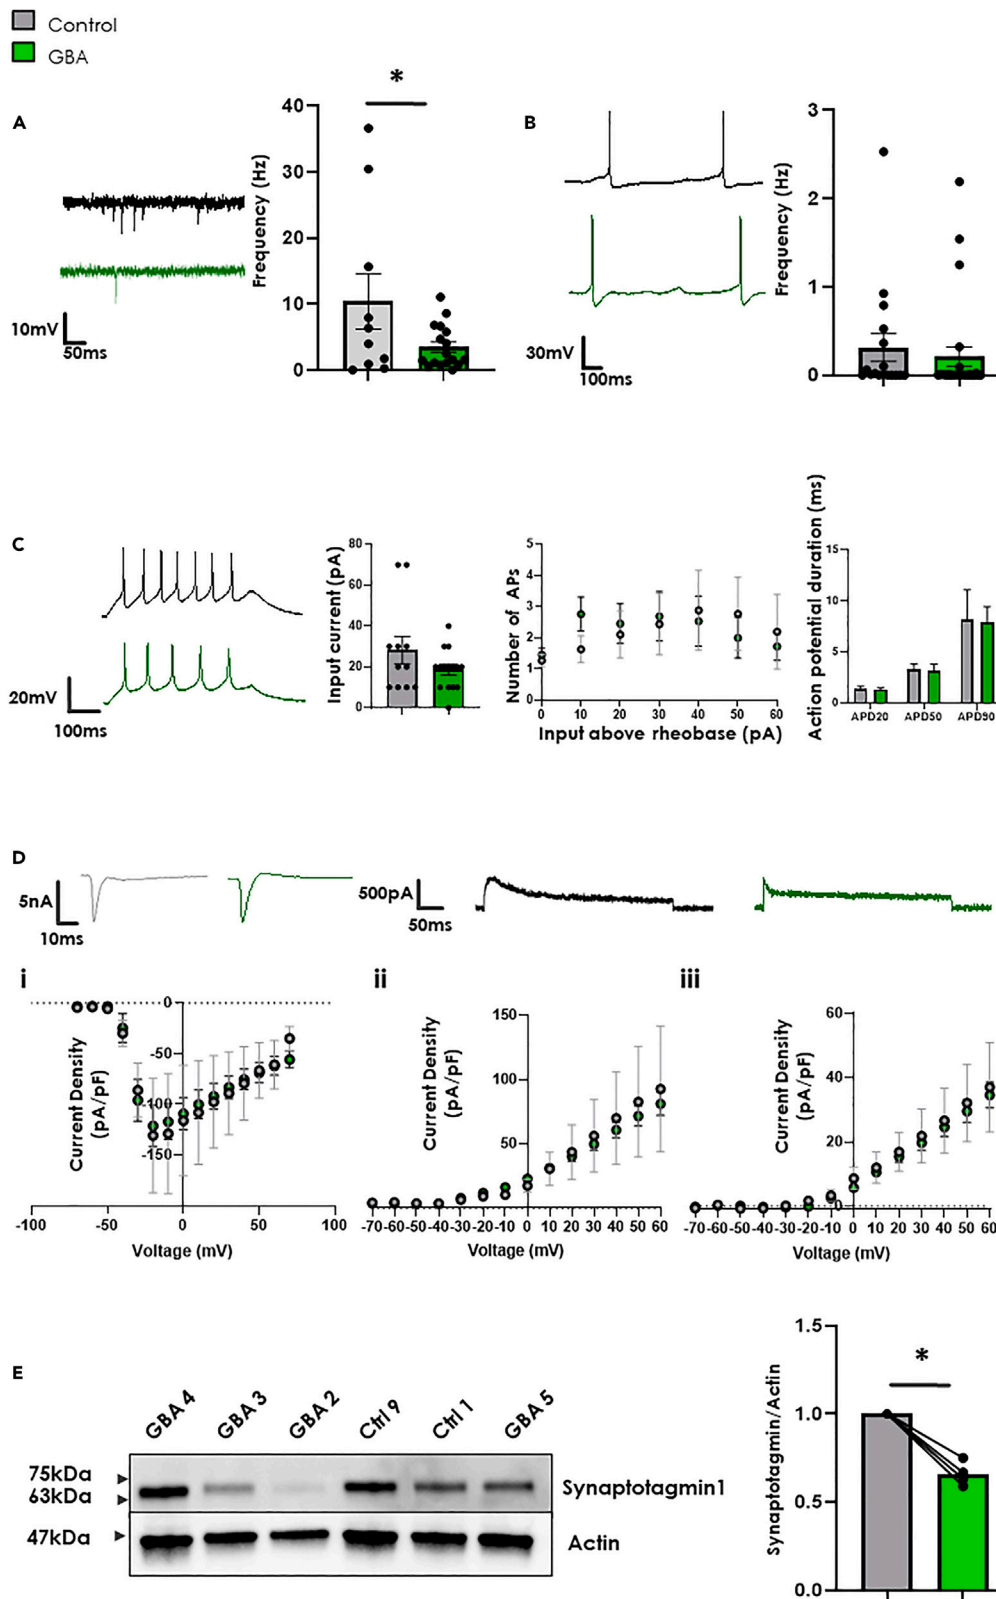 Control
GBA
A
*
Frequency (Hz)
40
30
20
10
0
10mV
50ms
B
Frequency (Hz)
3
2
1
0
30mV
100ms
C
20mV
100ms
Input current (pA)
80
60
40
20
0
Number of APs
5
4
3
2
1
0
0 10 20 30 40 50 60
Input above rheobase (pA)
Action potential duration (ms)
15
10
5
0
APD20 APD50 APD90
D
5nA
10ms
500pA
50ms
i
Current Density
(pA/pF)
0
-50
-100
-150
-100 -50 0 50 100
Voltage (mV)
ii
Current Density
(pA/pF)
150
100
50
-70 -60 -50 -40 -30 -20 -10 0 10 20 30 40 50 60
Voltage (mV)
iii
Current Density
(pA/pF)
60
40
20
0
-70 -60 -50 -40 -30 -20 -10 0 10 20 30 40 50 60
Voltage (mV)
E
GBA 4 GBA 3 GBA 2 Ctrl 9 Ctrl 1 GBA 5
75kDa
63kDa
Synaptotagmin1
47kDa
Actin
Synaptotagmin/Actin
1.5
1.0
0.5
0.0
*